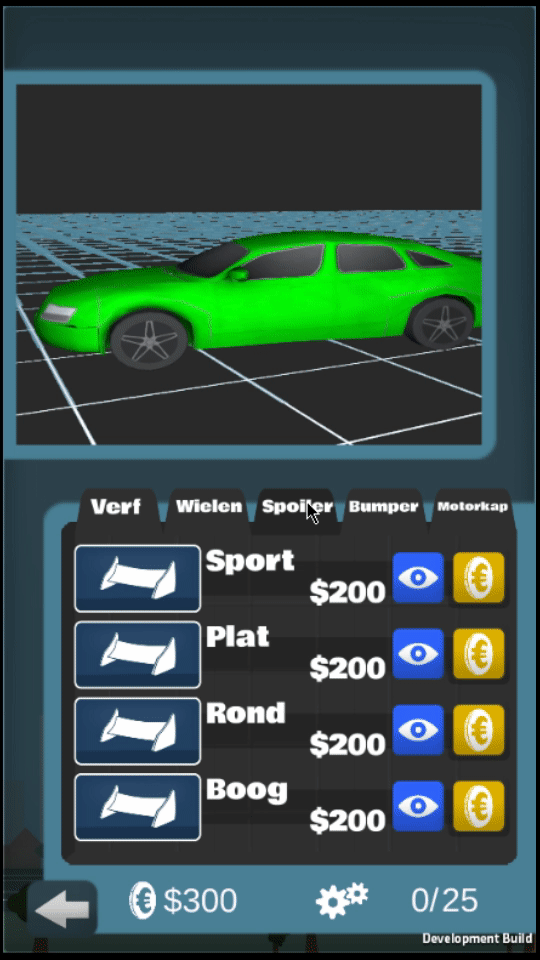 Verf Wielen Spoiler Bumper Motorkap
Sport
$200
Plat
$200
Rond
$200
Boog
$200
$300 0/25
Development Build